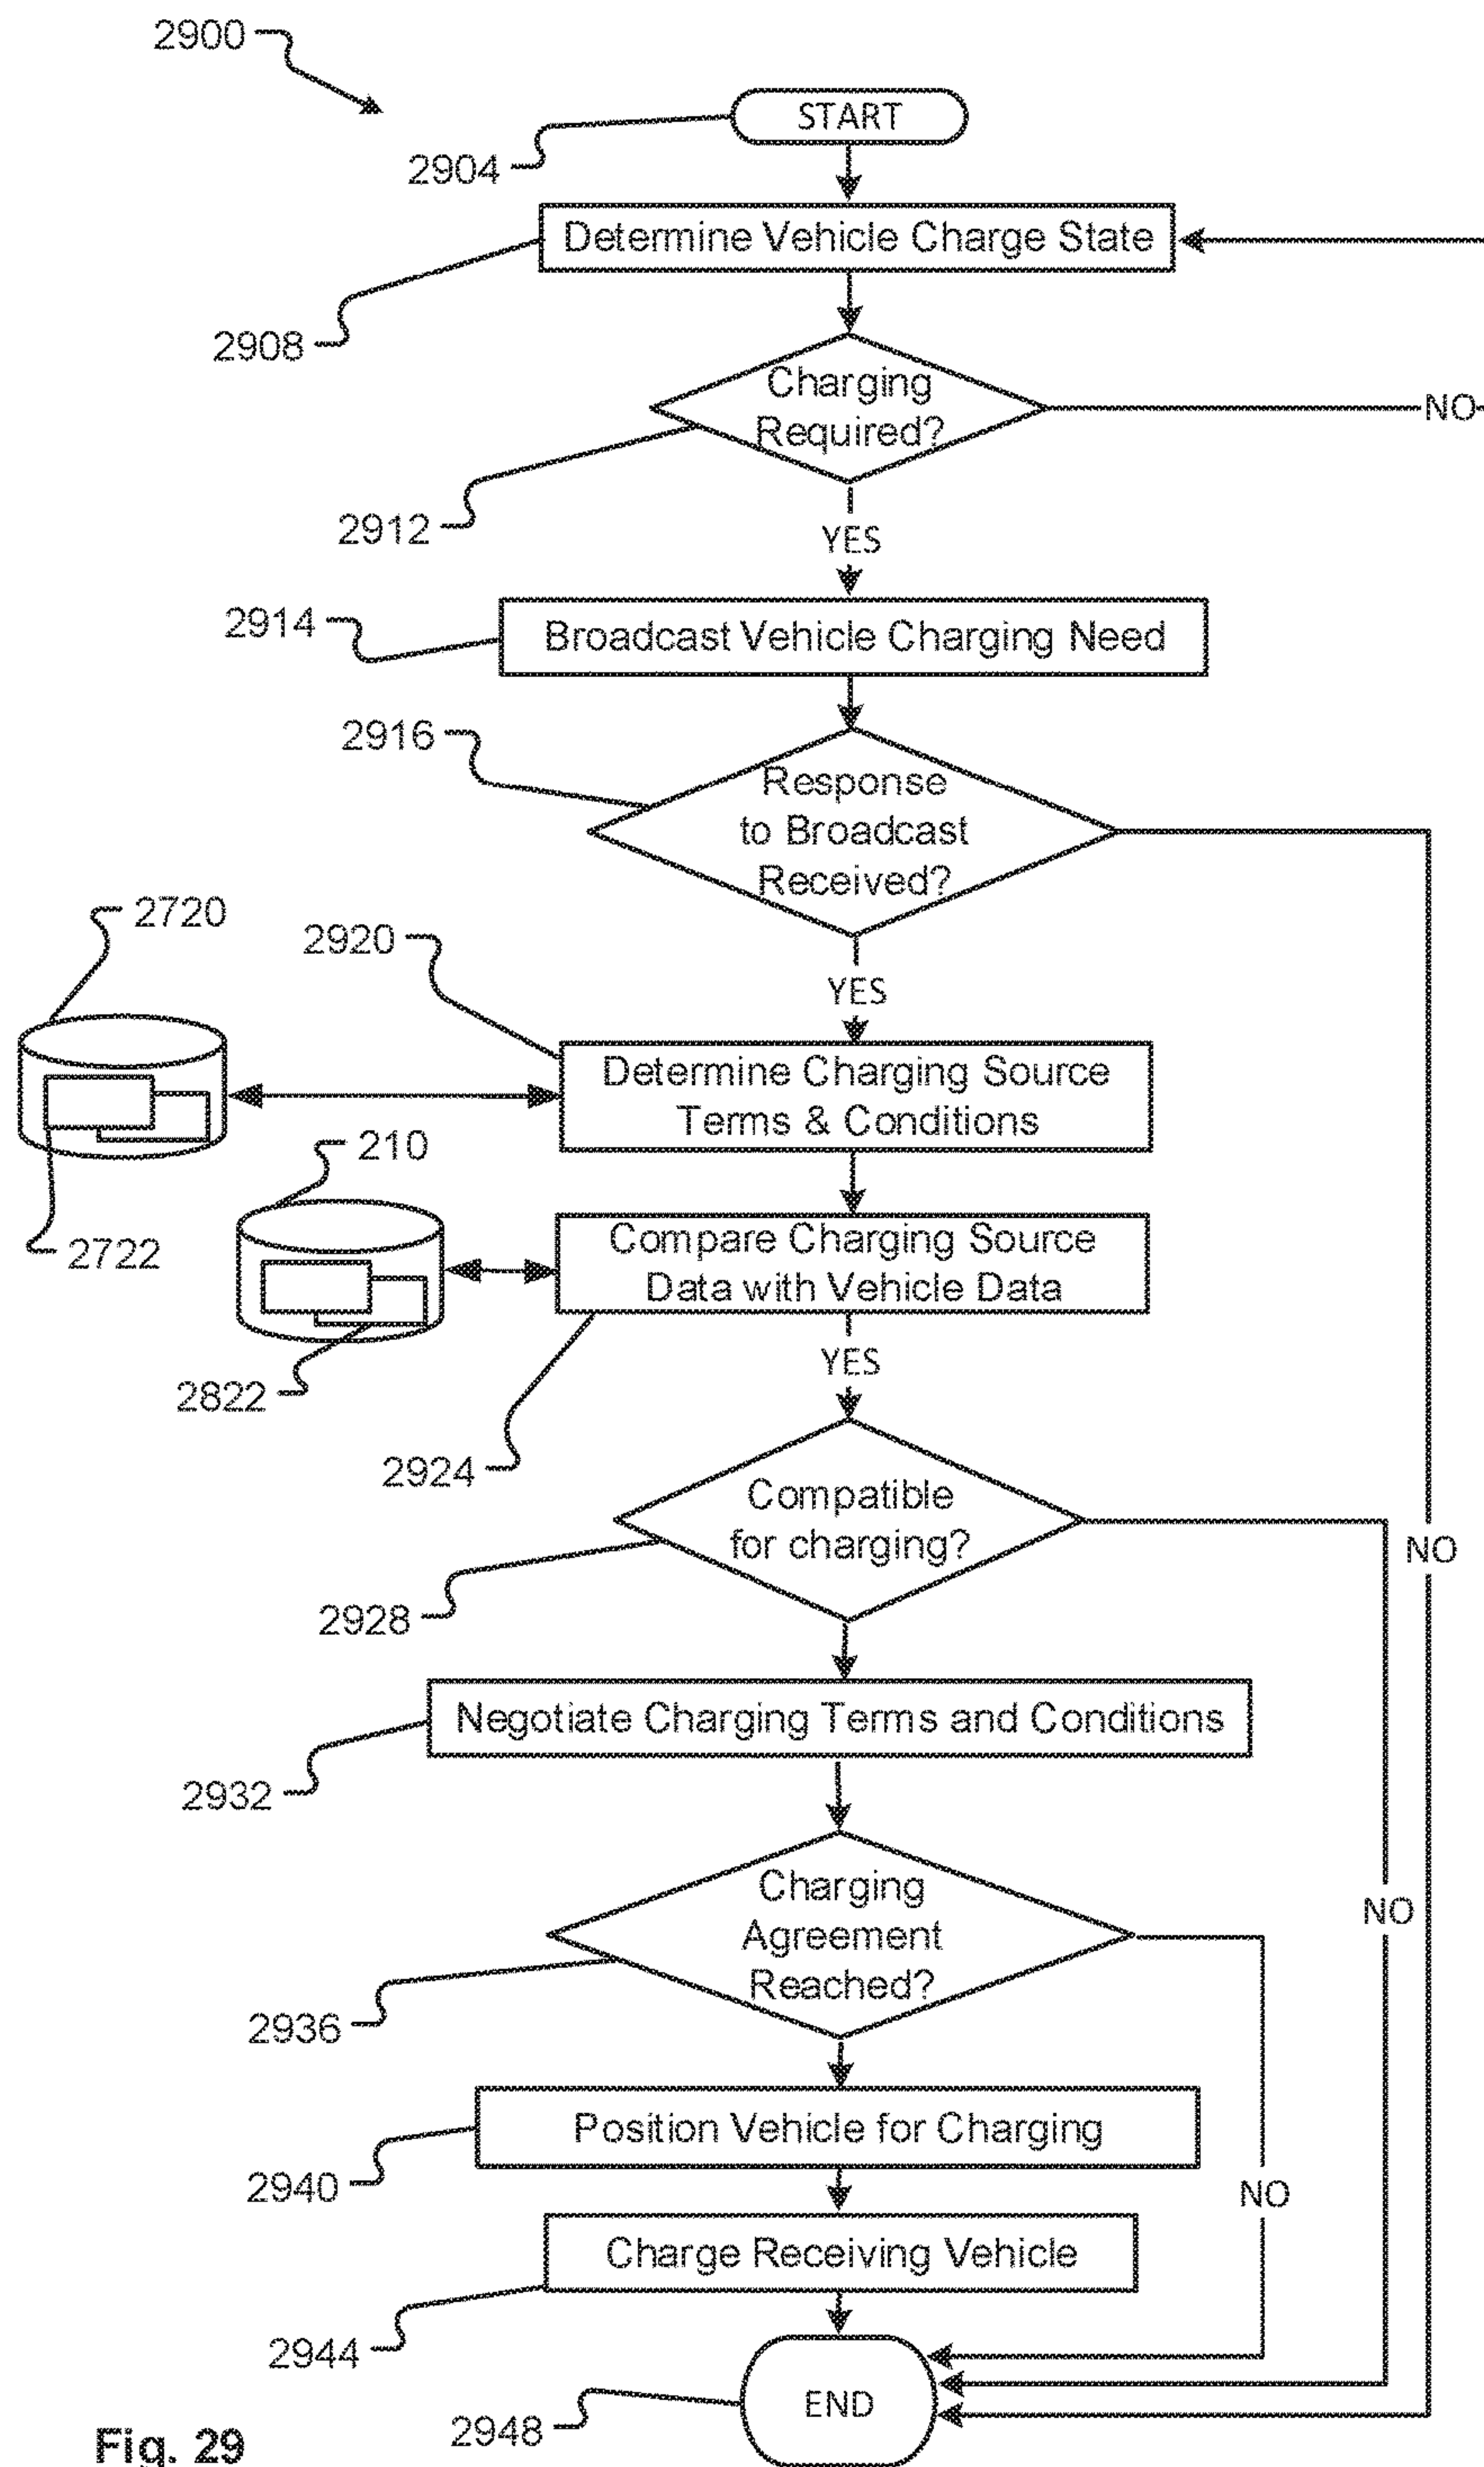 2900
START
2904
Determine Vehicle Charge State
2908
Charging
Required?
NO
2912
YES
2914
Broadcast Vehicle Charging Need
2916
Response
to Broadcast
Received?
2720
2920
YES
Determine Charging Source
Terms & Conditions
210
2722
Compare Charging Source
Data with Vehicle Data
2822
YES
2924
Compatible
for charging?
NO
2928
Negotiate Charging Terms and Conditions
2932
Charging
Agreement
Reached?
NO
2936
Position Vehicle for Charging
2940
NO
Charge Receiving Vehicle
2944
END
2948
Fig. 29